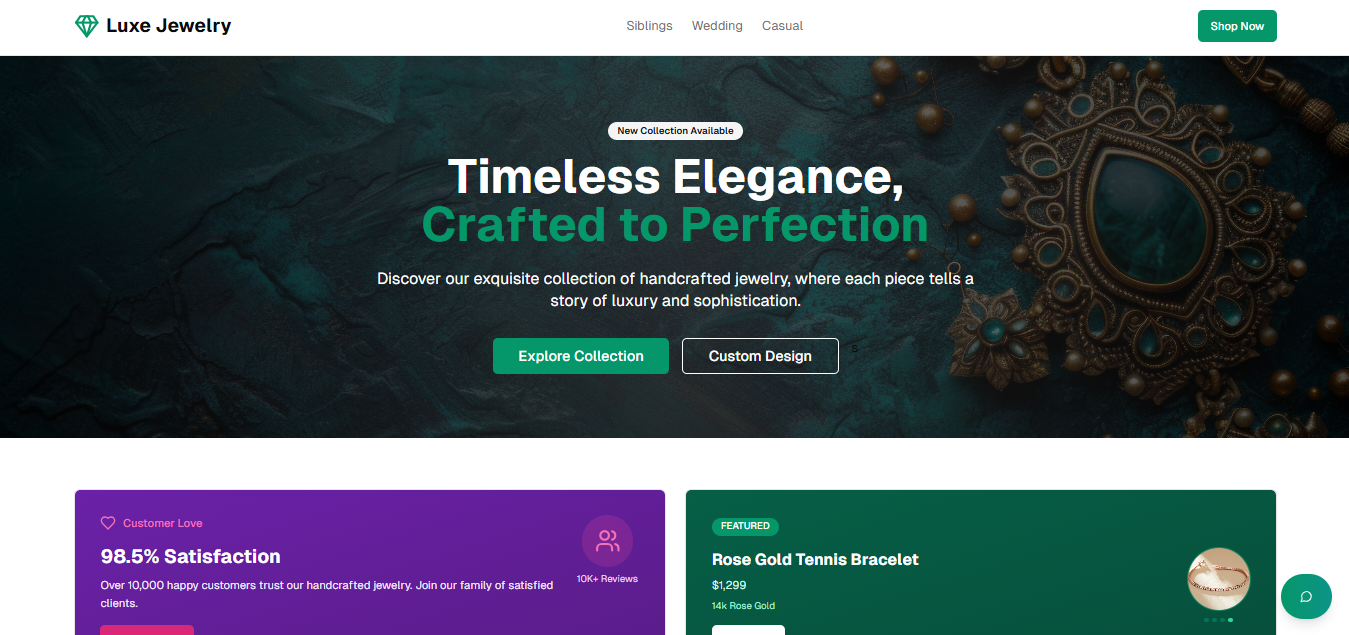 Luxe Jewelry
Siblings Wedding Casual
Shop Now
New Collection Available
Timeless Elegance,
Crafted to Perfection
Discover our exquisite collection of handcrafted jewelry, where each piece tells a
story of luxury and sophistication.
Explore Collection
Custom Design
s
Customer Love
98.5% Satisfaction
Over 10,000 happy customers trust our handcrafted jewelry. Join our family of satisfied
clients.
10K+ Reviews
FEATURED
Rose Gold Tennis Bracelet
$1,299
14k Rose Gold